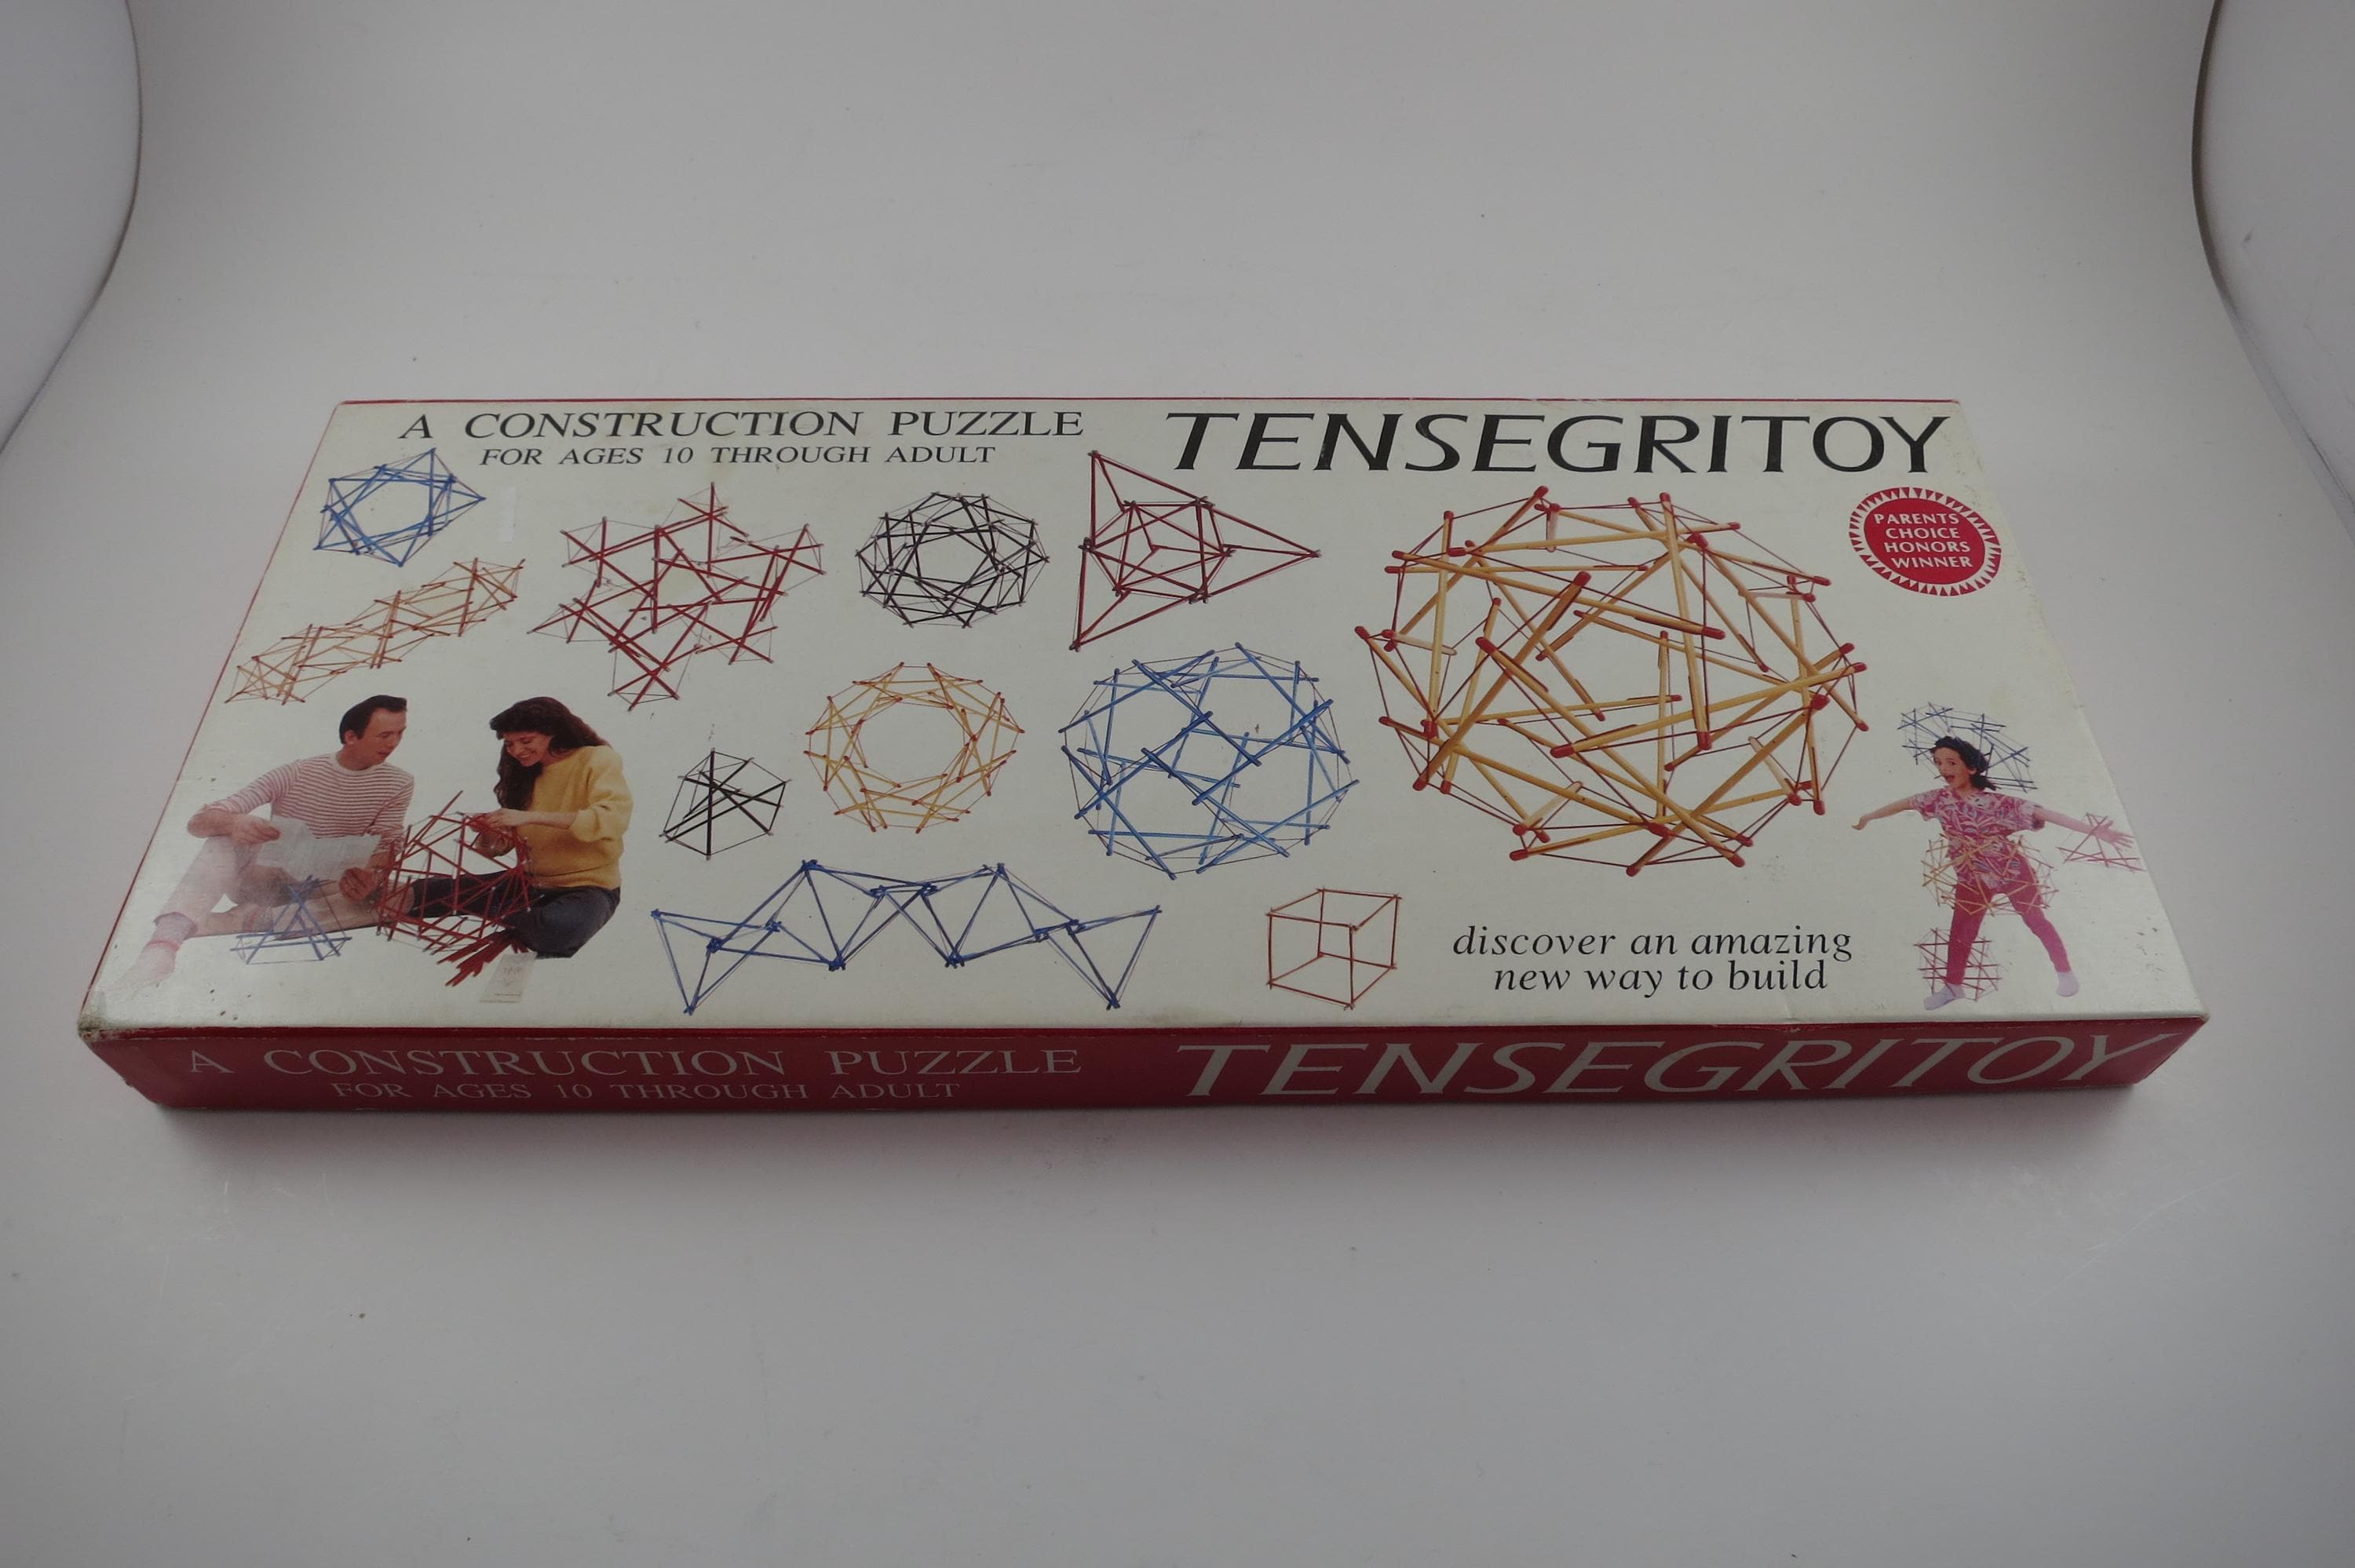 A CONSTRUCTION PUZZLE
FOR AGES 10 THROUGH ADULT
TENSEGRITOY
PARENTS'
CHOICE
HONORS
WINNER
discover an amazing
new way to build
A CONSTRUCTION PUZZLE
FOR AGES 10 THROUGH ADULT
TENSEGRITOY